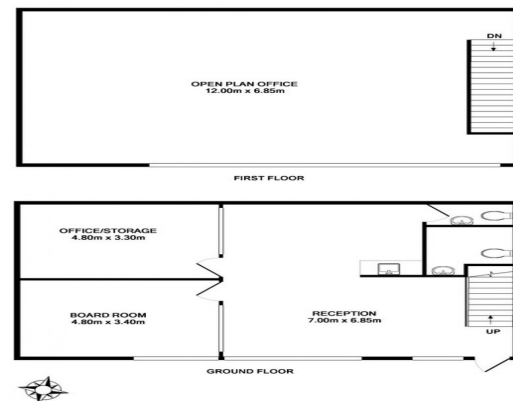 DN
OPEN PLAN OFFICE
12.00m x 6.85m
FIRST FLOOR
OFFICE/STORAGE
4.80m x 3.30m
BOARD ROOM
4.80m x 3.40m
RECEPTION
7.00m x 6.85m
UP
GROUND FLOOR